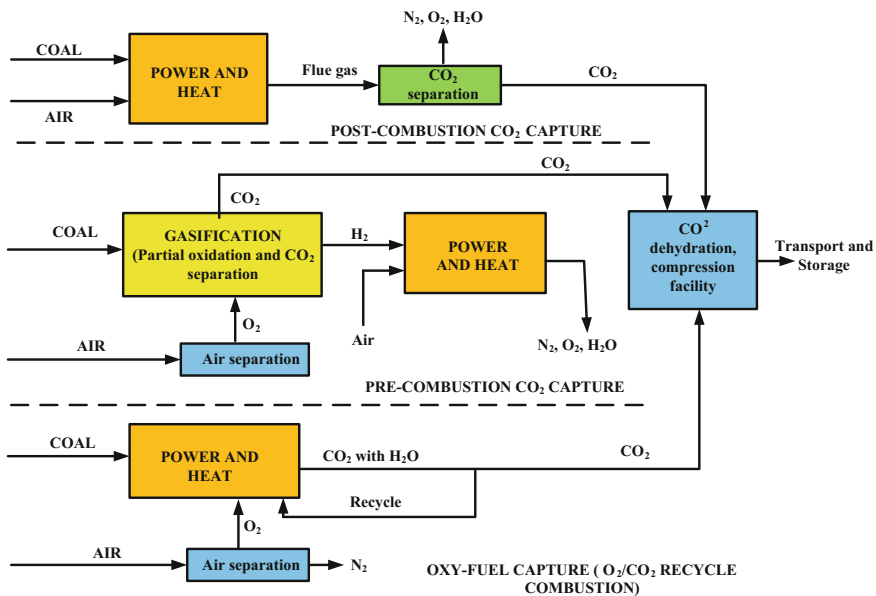 N₂, O₂, H₂O
COAL
POWER AND
HEAT
Flue gas
CO₂
separation
CO₂
AIR
POST-COMBUSTION CO₂ CAPTURE
CO₂
CO₂
COAL
GASIFICATION
(Partial oxidation and CO₂
separation
H₂
POWER
AND HEAT
CO²
dehydration,
compression
facility
Transport and
Storage
O₂
Air
N₂, O₂, H₂O
AIR
Air separation
PRE-COMBUSTION CO₂ CAPTURE
COAL
POWER AND
HEAT
CO₂ with H₂O
CO₂
Recycle
O₂
AIR
Air separation
N₂
OXY-FUEL CAPTURE ( O₂/CO₂ RECYCLE
COMBUSTION)